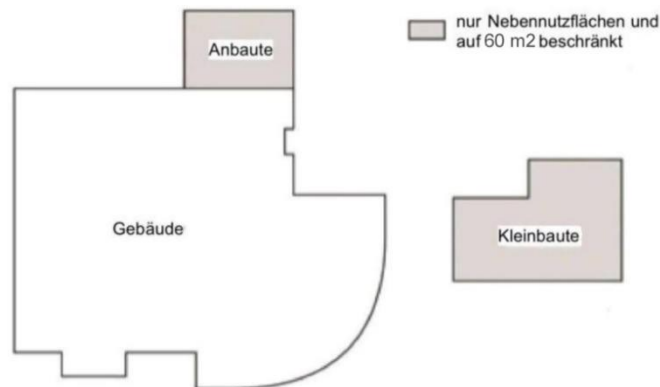 nur Nebennutzflächen und
auf 60 m2 beschränkt
Anbaute
Gebäude
Kleinbaute